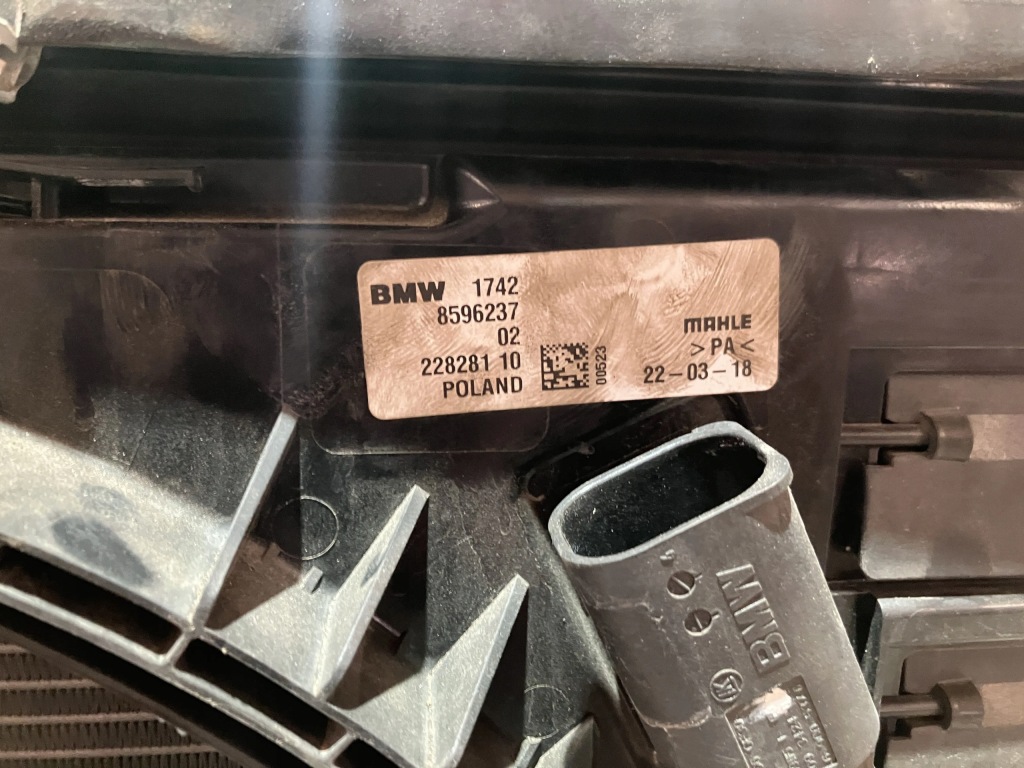 BMW 1742
8596237
02
228281 10
POLAND
00523
MAHLE
>PA<
22-03-18
BMW